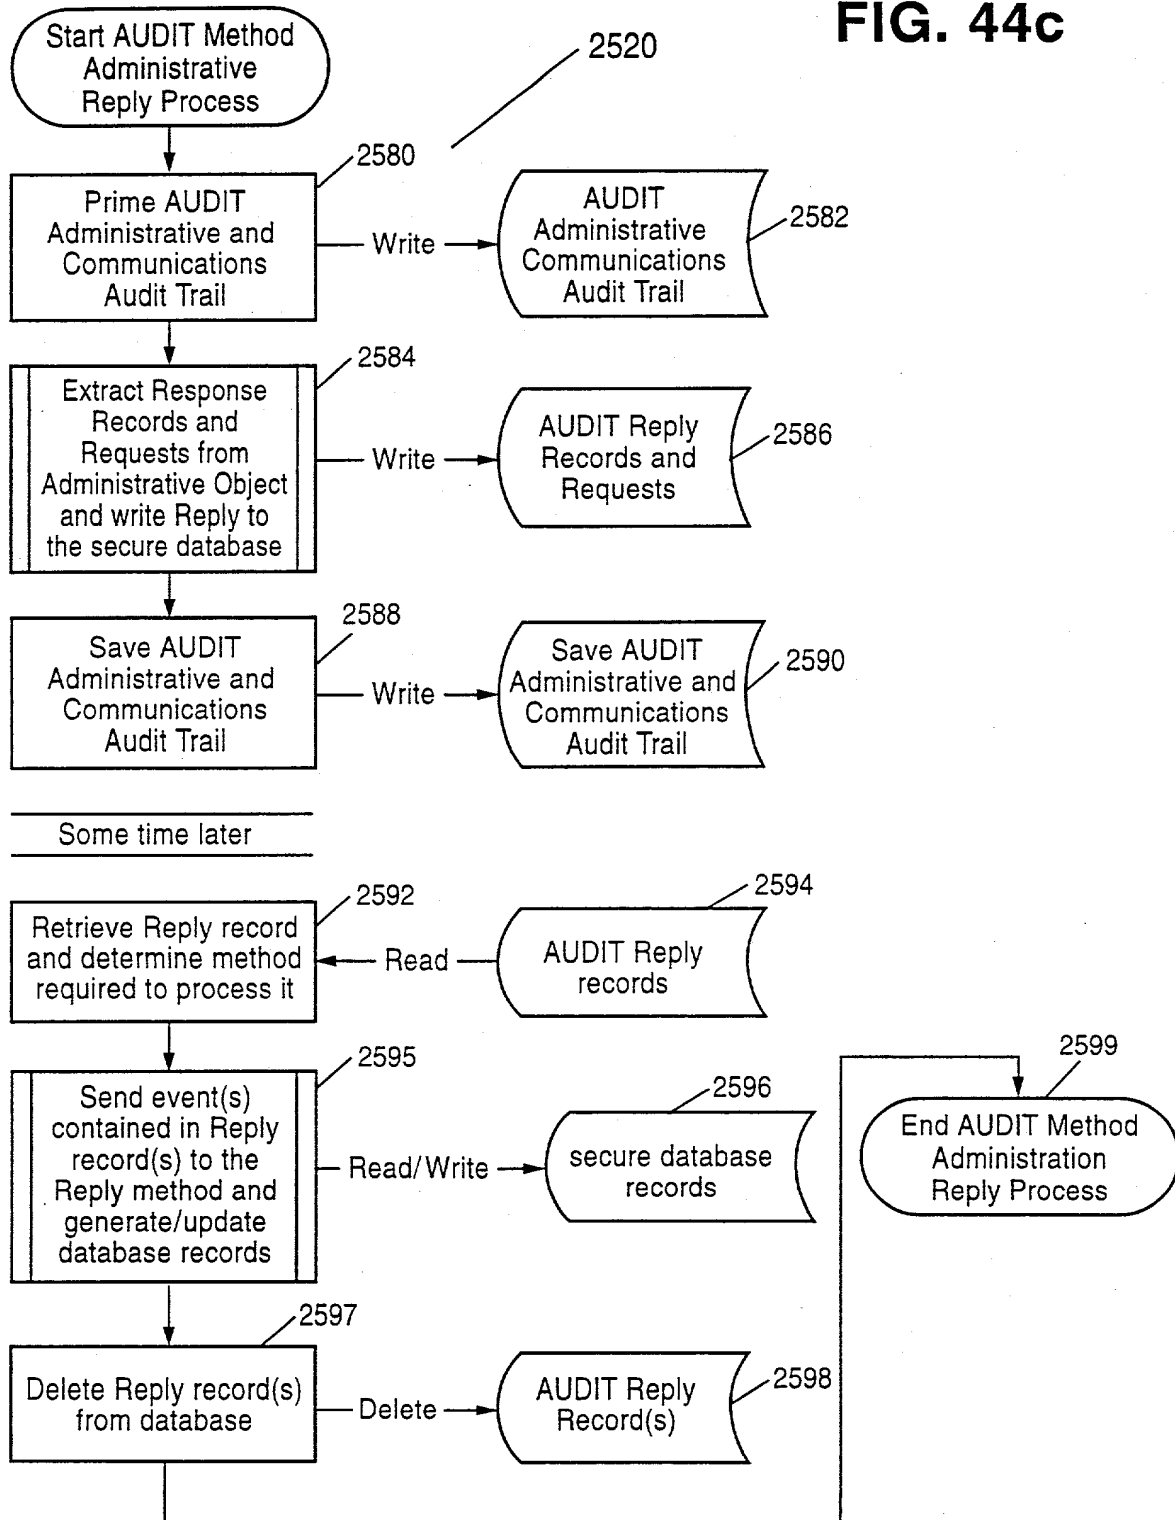 FIG. 44c
Start AUDIT Method
Administrative
Reply Process
2520
2580
Prime AUDIT
Administrative and
Communications
Audit Trail
Write
AUDIT
Administrative
Communications
Audit Trail
2582
2584
Extract Response
Records and
Requests from
Administrative Object
and write Reply to
the secure database
Write
AUDIT Reply
Records and
Requests
2586
2588
Save AUDIT
Administrative and
Communications
Audit Trail
Write
Save AUDIT
Administrative and
Communications
Audit Trail
2590
Some time later
2592
Retrieve Reply record
and determine method
required to process it
Read
2594
AUDIT Reply
records
2595
Send event(s)
contained in Reply
record(s) to the
Reply method and
generate/update
database records
Read/Write
2596
secure database
records
2597
Delete Reply record(s)
from database
Delete
AUDIT Reply
Record(s)
2598
2599
End AUDIT Method
Administration
Reply Process